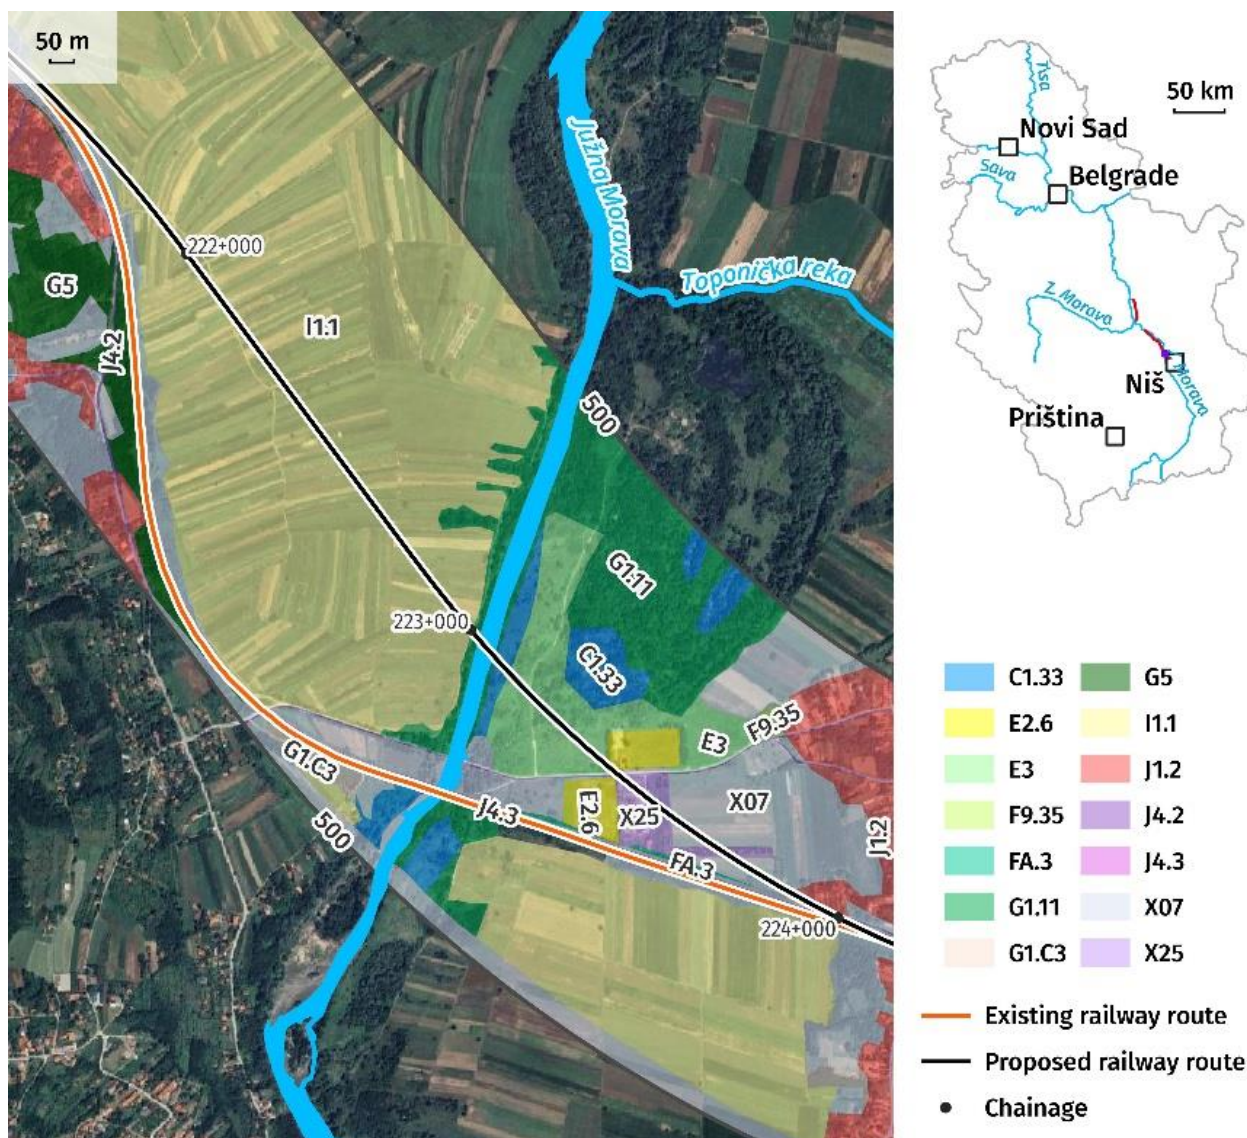 50 m
Južna Morava
Toponička reka
222+000
G5
J4.2
I1.1
500
G1.11
223+000
C1.33
F9.35
E3
G1.C3
J4.3
E2.6
X25
X07
J1.2
500
FA.3
224+000
Tisa
50 km
Novi Sad
Sava
Belgrade
Z. Morava
Niš
Morava
Priština
C1.33
E2.6
E3
F9.35
FA.3
G1.11
G1.C3
G5
I1.1
J1.2
J4.2
J4.3
X07
X25
Existing railway route
Proposed railway route
Chainage